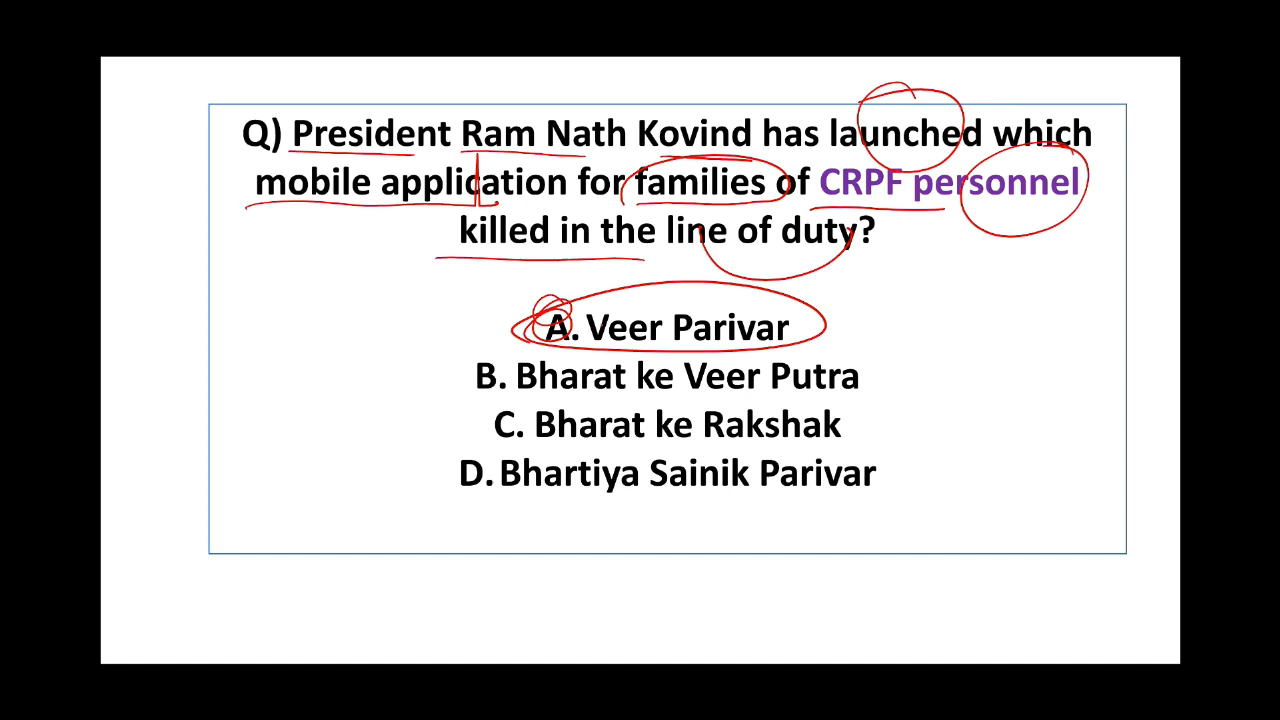 Q) President Ram Nath Kovind has launched which
mobile application for families of CRPF personnel
killed in the line of duty?
A. Veer Parivar
B. Bharat ke Veer Putra
C. Bharat ke Rakshak
D. Bhartiya Sainik Parivar